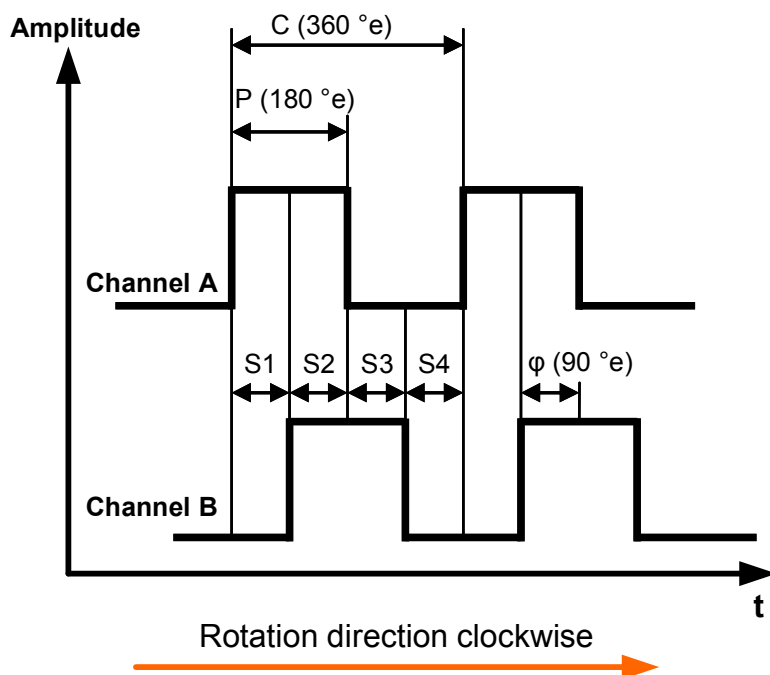 C (360 °e)
Amplitude
P (180 °e)
Channel A
S1 S2 S3 S4 φ (90 °e)
Channel B
t
Rotation direction clockwise